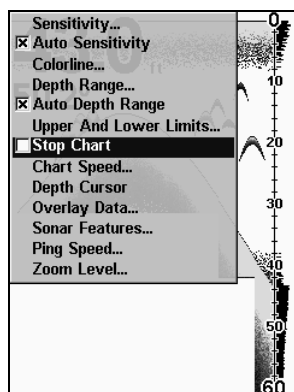 Sensitivity...
Auto Sensitivity
Colorline...
Depth Range...
Auto Depth Range
Upper And Lower Limits...
Stop Chart
Chart Speed...
Depth Cursor
Overlay Data...
Sonar Features...
Ping Speed...
Zoom Level...
0
10
20
30
40
50
60